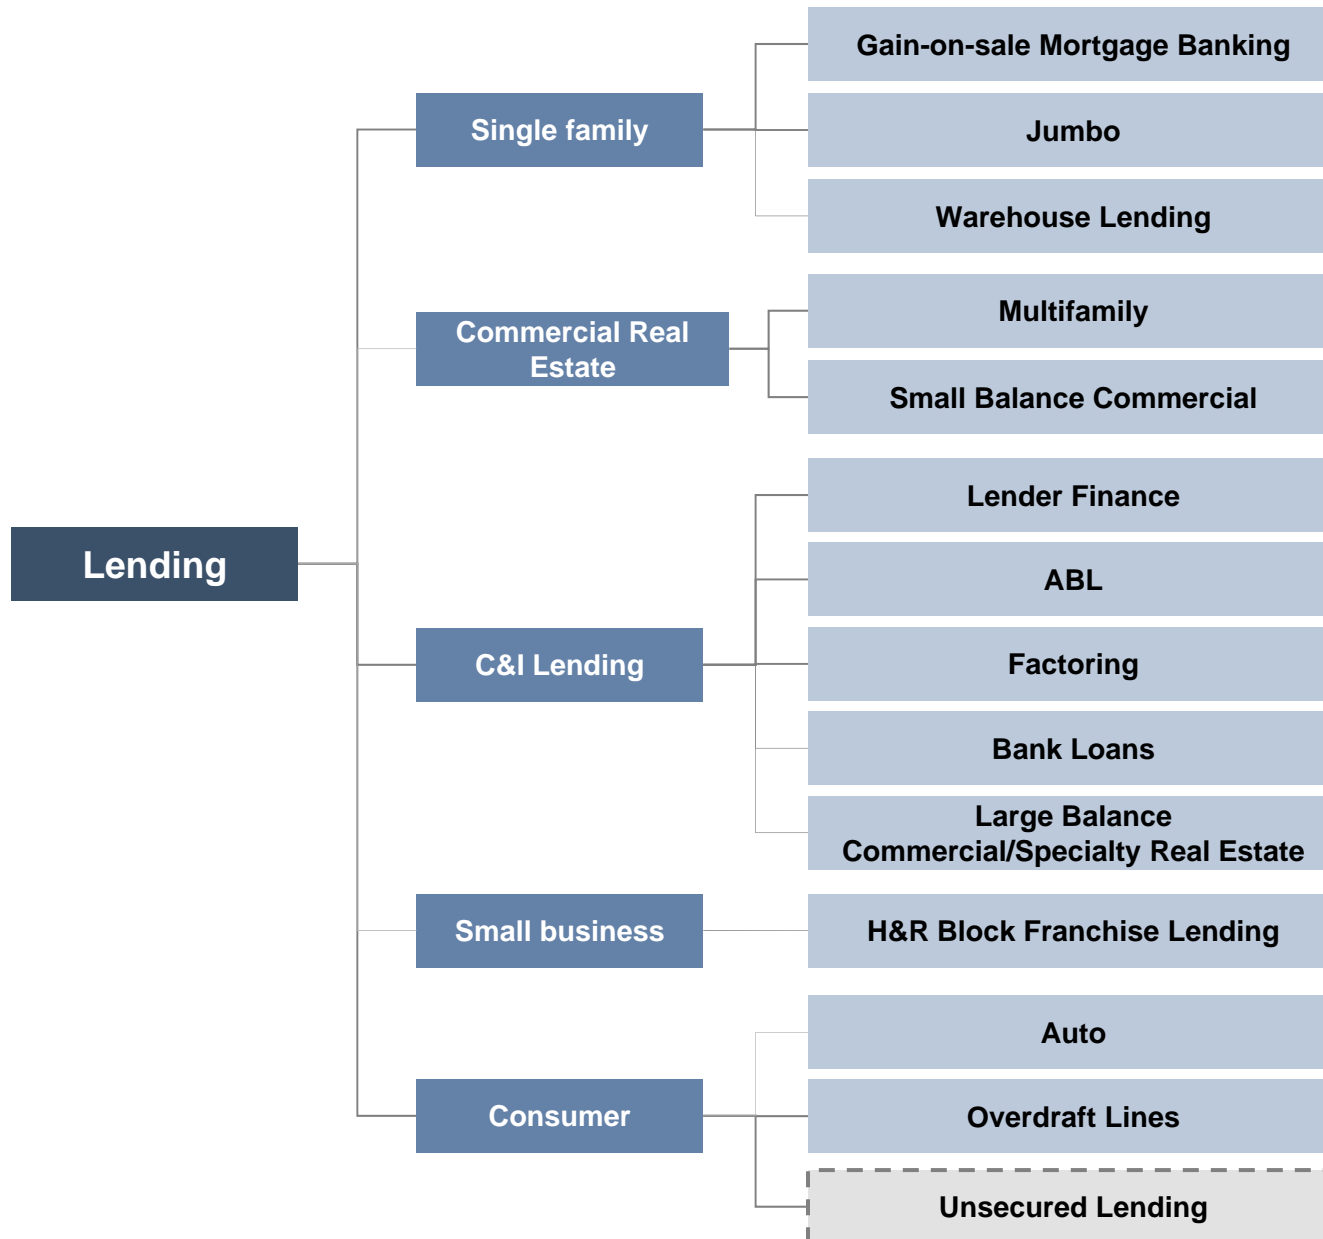 Gain-on-sale Mortgage Banking
Single family
Jumbo
Warehouse Lending
Commercial Real
Estate
Multifamily
Small Balance Commercial
Lending
C&I Lending
Lender Finance
ABL
Factoring
Bank Loans
Large Balance
Commercial/Specialty Real Estate
Small business
H&R Block Franchise Lending
Consumer
Auto
Overdraft Lines
Unsecured Lending